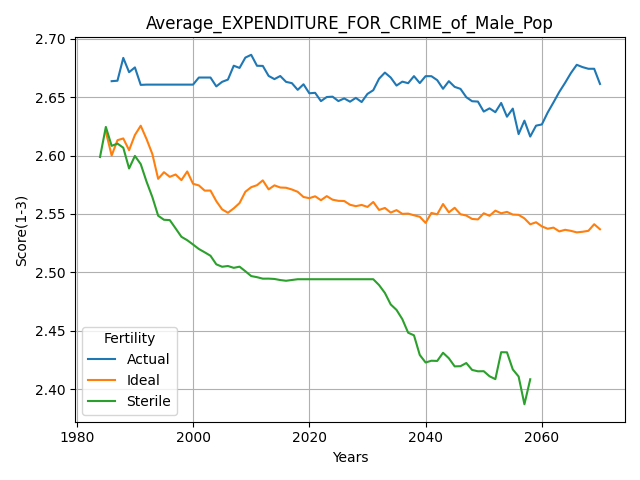 Average_EXPENDITURE_FOR_CRIME_of_Male_Pop
2.70
2.65
2.60
2.55
2.50
2.45
2.40
Score(1-3)
Fertility
Actual
Ideal
Sterile
1980 2000 2020 2040 2060
Years